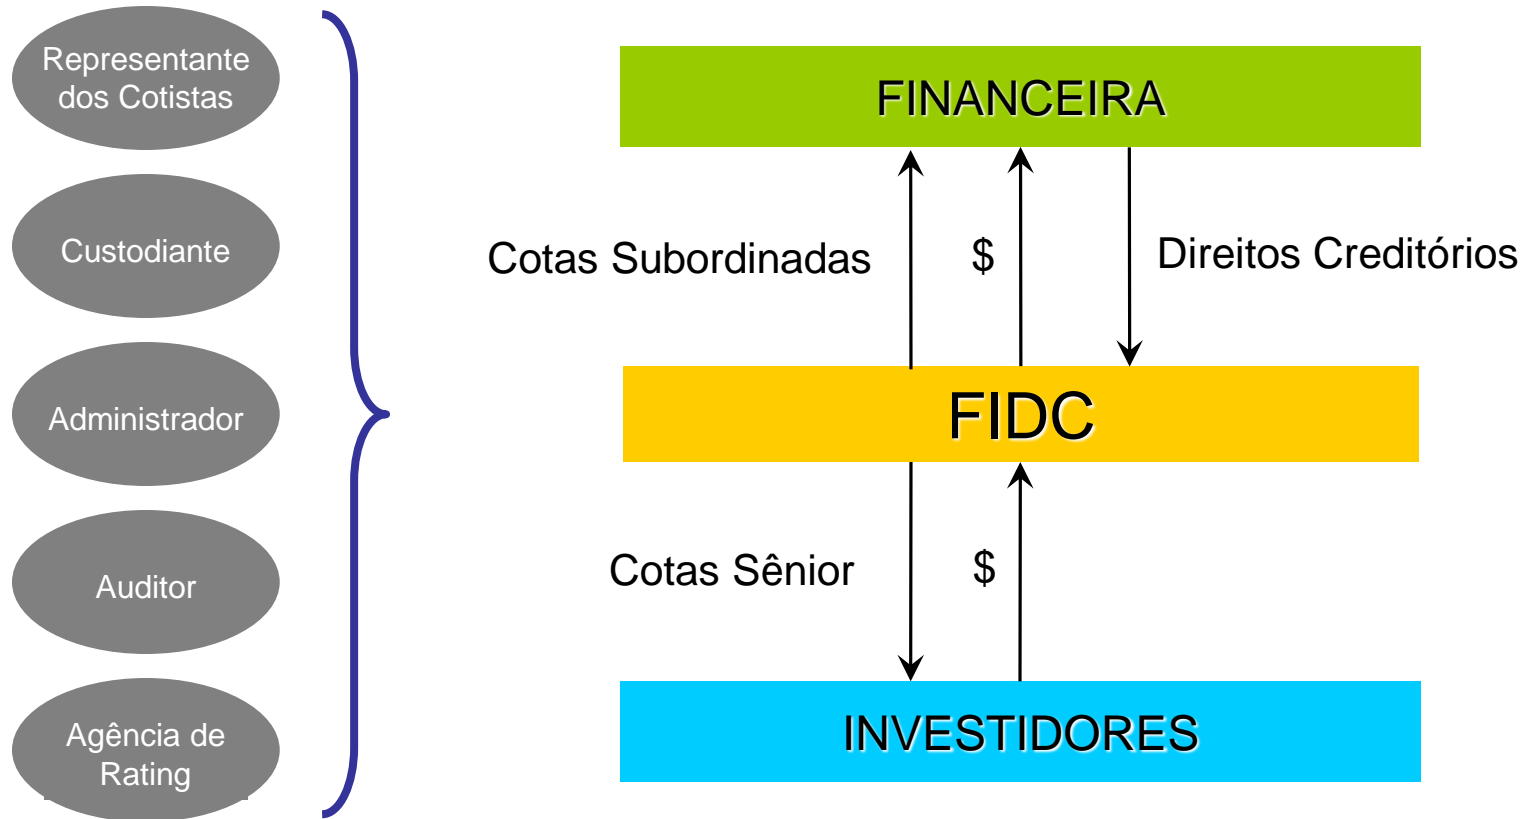 Representante
dos Cotistas
Custodiante
Administrador
Auditor
Agência de
Rating
FINANCEIRA
Cotas Subordinadas
$
Direitos Creditórios
FIDC
Cotas Sênior
$
INVESTIDORES